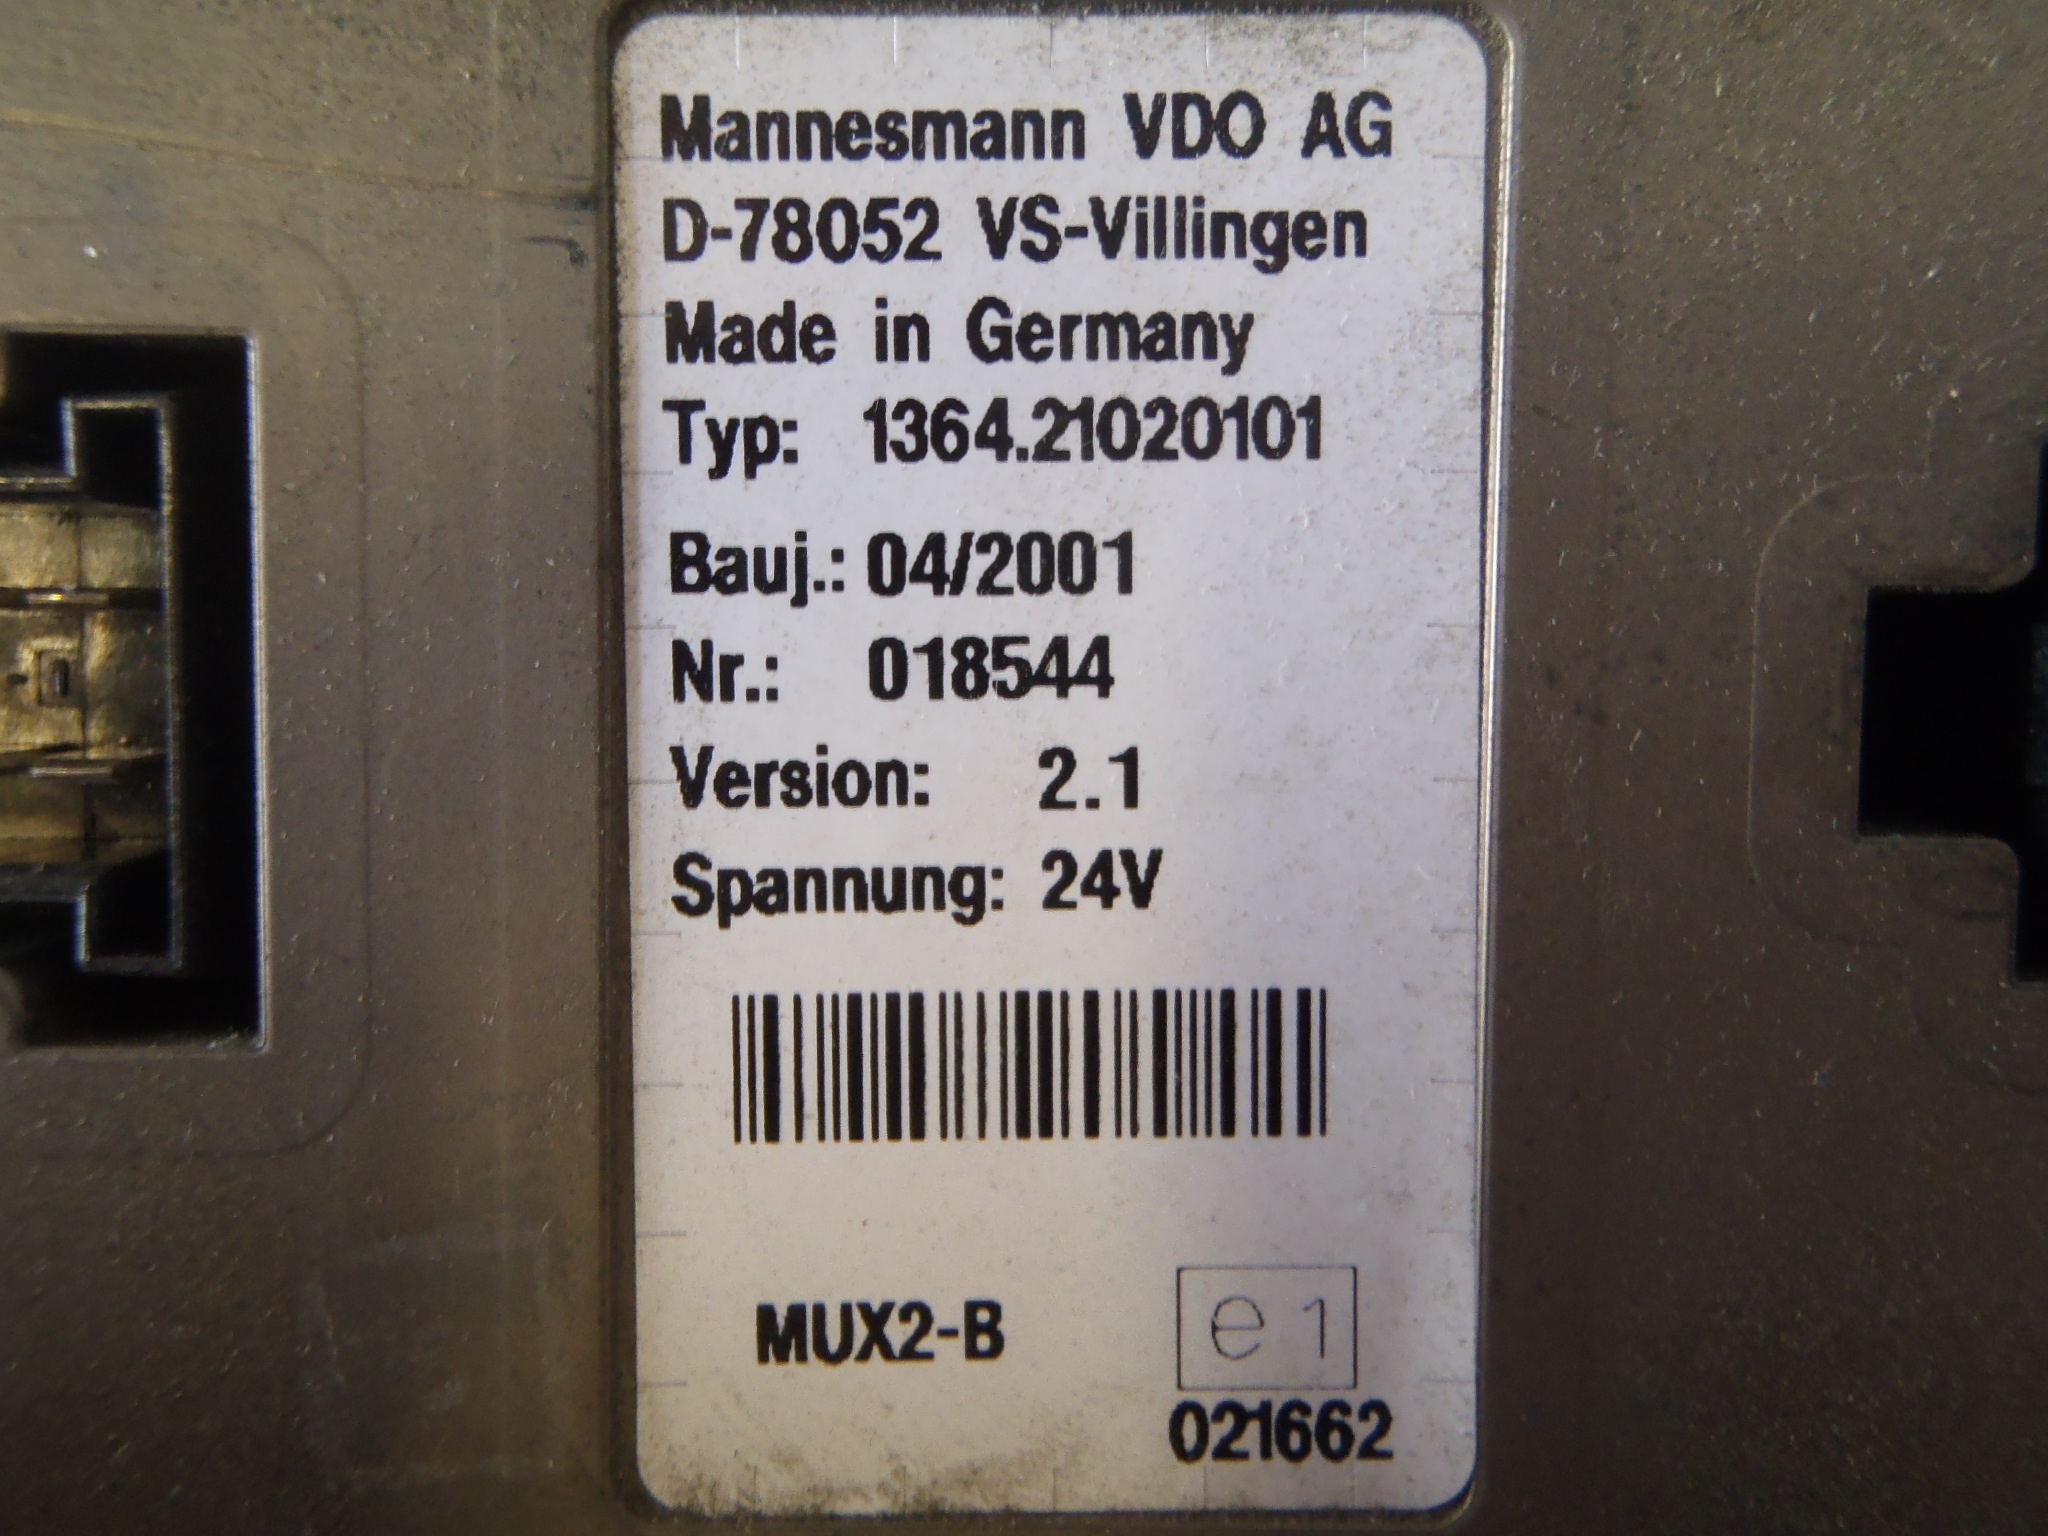 Mannesmann VDO AG
D-78052 VS-Villingen
Made in Germany
Typ: 1364.21020101
Bauj.: 04/2001
Nr.: 018544
Version: 2.1
Spannung: 24V
MUX2-B
e1
021662